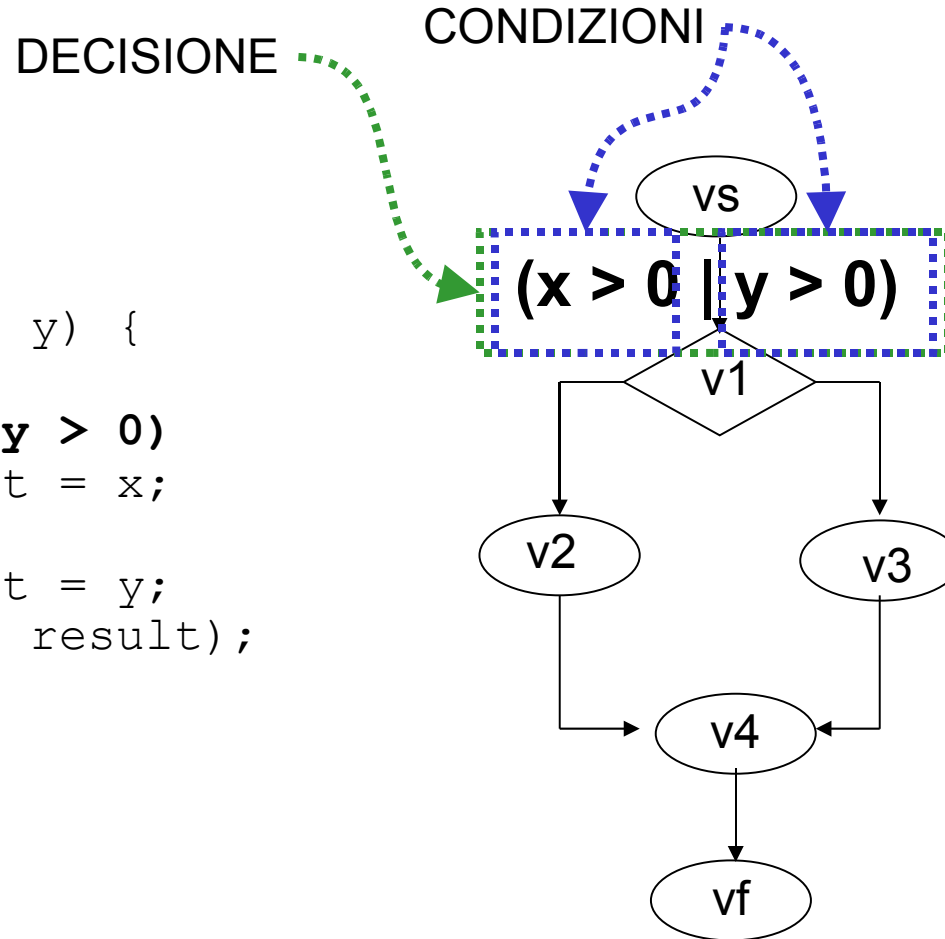 CONDIZIONI
DECISIONE
vs
(x > 0 | y > 0)
y) {
v1
y > 0)
t = x;
v2
v3
t = y;
result);
v4
vf